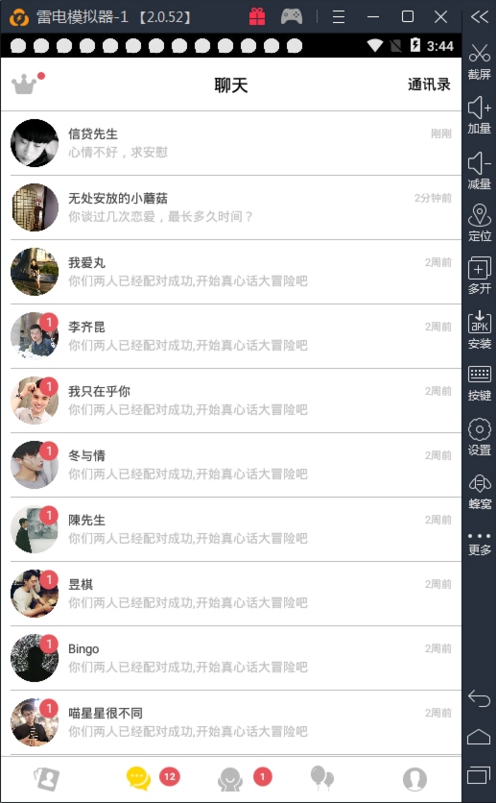 雷电模拟器-1 【2.0.52】
3:44
聊天
通讯录
信贷先生
刚刚
心情不好，求安慰
无处安放的小蘑菇
2分钟前
你谈过几次恋爱，最长多久时间？
我爱丸
2周前
你们两人已经配对成功,开始真心话大冒险吧
1
李齐昆
2周前
你们两人已经配对成功,开始真心话大冒险吧
1
我只在乎你
2周前
你们两人已经配对成功,开始真心话大冒险吧
1
冬与情
2周前
你们两人已经配对成功,开始真心话大冒险吧
1
陳先生
2周前
你们两人已经配对成功,开始真心话大冒险吧
1
昱棋
2周前
你们两人已经配对成功,开始真心话大冒险吧
1
Bingo
2周前
你们两人已经配对成功,开始真心话大冒险吧
1
喵星星很不同
2周前
你们两人已经配对成功,开始真心话大冒险吧
12
1
截屏
加量
减量
定位
多开
APK
安装
按键
设置
蜂窝
更多